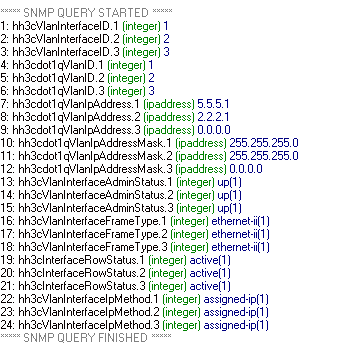 ***** SNMP QUERY STARTED *****
1: hh3cVlanInterfaceID.1 (integer) 1
2: hh3cVlanInterfaceID.2 (integer) 2
3: hh3cVlanInterfaceID.3 (integer) 3
4: hh3cdot1qVlanID.1 (integer) 1
5: hh3cdot1qVlanID.2 (integer) 2
6: hh3cdot1qVlanID.3 (integer) 3
7: hh3cdot1qVlanIpAddress.1 (ipaddress) 5.5.5.1
8: hh3cdot1qVlanIpAddress.2 (ipaddress) 2.2.2.1
9: hh3cdot1qVlanIpAddress.3 (ipaddress) 0.0.0.0
10: hh3cdot1qVlanIpAddressMask.1 (ipaddress) 255.255.255.0
11: hh3cdot1qVlanIpAddressMask.2 (ipaddress) 255.255.255.0
12: hh3cdot1qVlanIpAddressMask.3 (ipaddress) 0.0.0.0
13: hh3cVlanInterfaceAdminStatus.1 (integer) up(1)
14: hh3cVlanInterfaceAdminStatus.2 (integer) up(1)
15: hh3cVlanInterfaceAdminStatus.3 (integer) up(1)
16: hh3cVlanInterfaceFrameType.1 (integer) ethernet-ii(1)
17: hh3cVlanInterfaceFrameType.2 (integer) ethernet-ii(1)
18: hh3cVlanInterfaceFrameType.3 (integer) ethernet-ii(1)
19: hh3cInterfaceRowStatus.1 (integer) active(1)
20: hh3cInterfaceRowStatus.2 (integer) active(1)
21: hh3cInterfaceRowStatus.3 (integer) active(1)
22: hh3cVlanInterfaceIpMethod.1 (integer) assigned-ip(1)
23: hh3cVlanInterfaceIpMethod.2 (integer) assigned-ip(1)
24: hh3cVlanInterfaceIpMethod.3 (integer) assigned-ip(1)
***** SNMP QUERY FINISHED *****